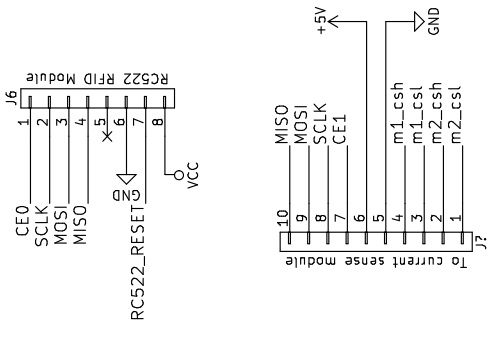 J6
RC522 RFID Module
1
2
3
4
5
6
7
8
CE0
SCLK
MOSI
MISO
GND
RC522_RESET
VCC
+5V
GND
MISO
MOSI
SCLK
CE1
m1_csh
m1_csl
m2_csh
m2_csl
10
9
8
7
6
5
4
3
2
1
To current sense module
J?